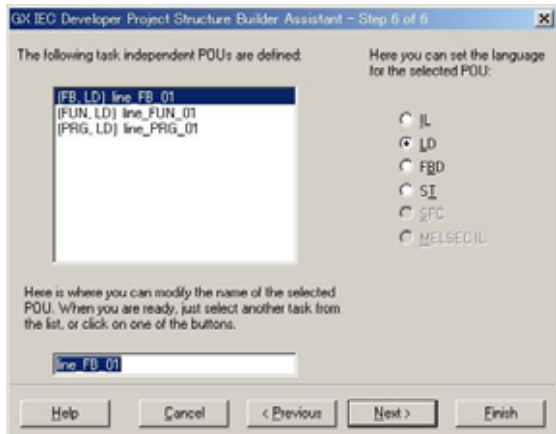 GX IEC Developer Project Structure Builder Assistant - Step 6 of 6
The following task independent POUs are defined:
(FB, LD) line_FB_01
(FUN, LD) line_FUN_01
(PRG, LD) line_PRG_01
Here you can set the language
for the selected POU:
IL
LD
FBD
ST
SFC
MELSEC IL
Here is where you can modify the name of the selected
POU. When you are ready, just select another task from
the list, or click on one of the buttons.
line_FB_01
Help
Cancel
< Previous
Next >
Finish